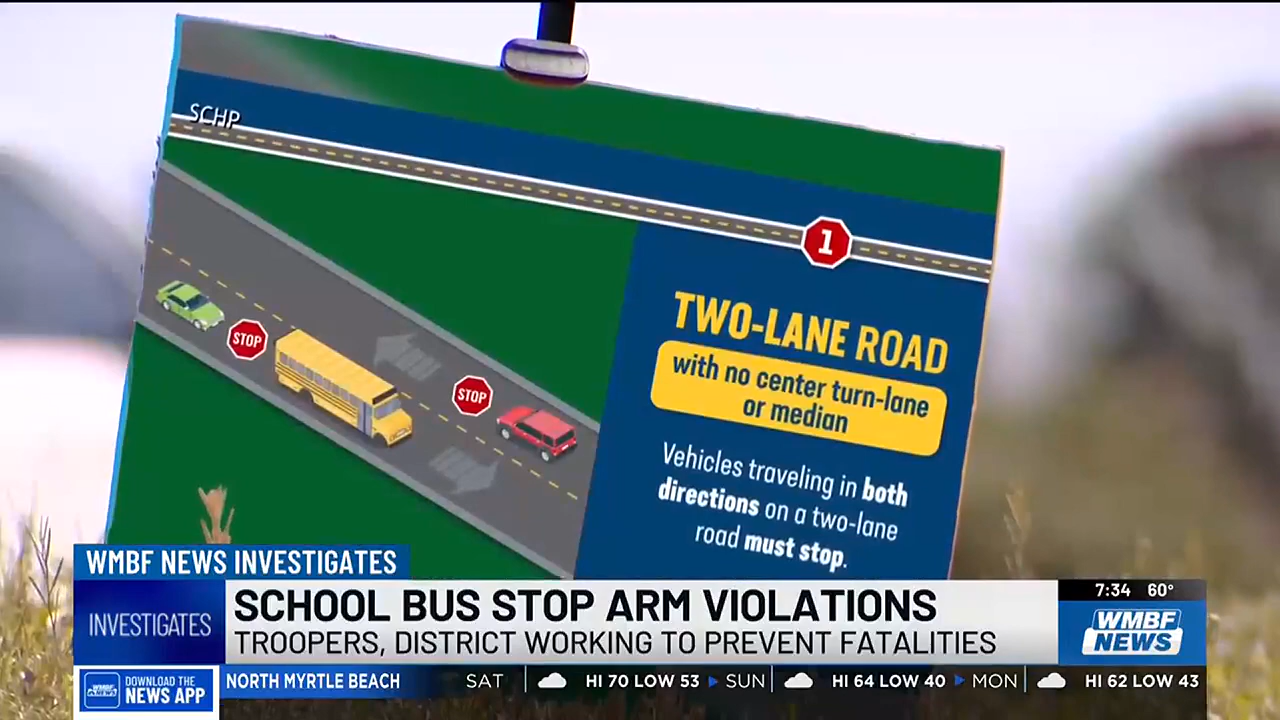 SCHP
1
TWO-LANE ROAD
with no center turn-lane
or median
Vehicles traveling in both
directions on a two-lane
road must stop.
STOP
STOP
WMBF NEWS INVESTIGATES
INVESTIGATES
SCHOOL BUS STOP ARM VIOLATIONS
TROOPERS, DISTRICT WORKING TO PREVENT FATALITIES
7:34 60°
WMBF
NEWS
WMBF NEWS
DOWNLOAD THE
NEWS APP
NORTH MYRTLE BEACH SAT HI 70 LOW 53 SUN HI 64 LOW 40 MON HI 62 LOW 43